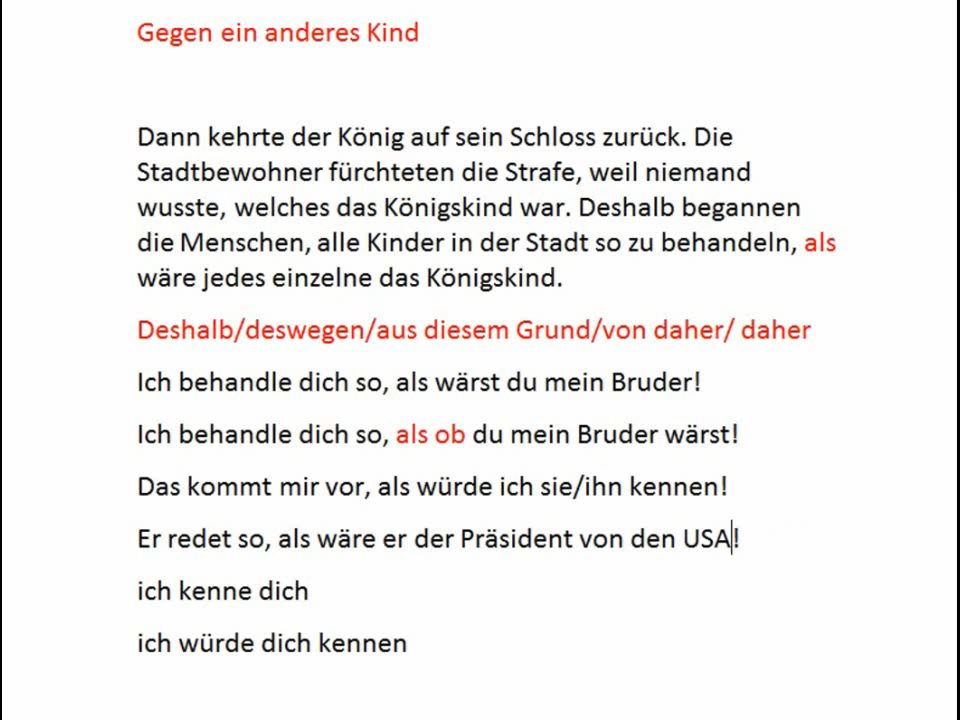 Gegen ein anderes Kind
Dann kehrte der König auf sein Schloss zurück. Die
Stadtbewohner fürchteten die Strafe, weil niemand
wusste, welches das Königskind war. Deshalb begannen
die Menschen, alle Kinder in der Stadt so zu behandeln, als
wäre jedes einzelne das Königskind.
Deshalb/deswegen/aus diesem Grund/von daher/ daher
Ich behandle dich so, als wärst du mein Bruder!
Ich behandle dich so, als ob du mein Bruder wärst!
Das kommt mir vor, als würde ich sie/ihn kennen!
Er redet so, als wäre er der Präsident von den USA!
ich kenne dich
ich würde dich kennen